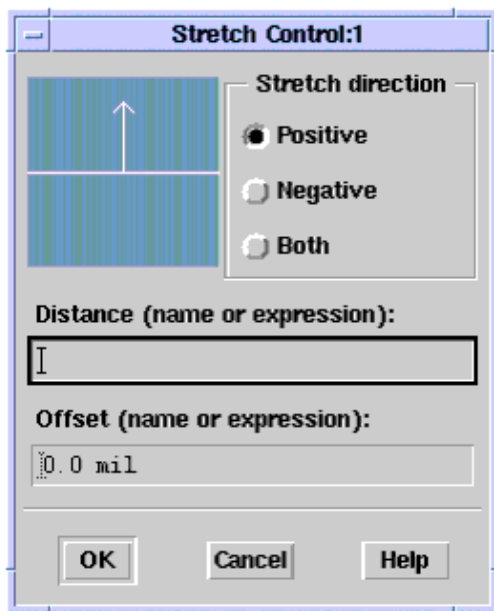 Stretch Control:1
Stretch direction
Positive
Negative
Both
Distance (name or expression):
Offset (name or expression):
0.0 mil
OK
Cancel
Help